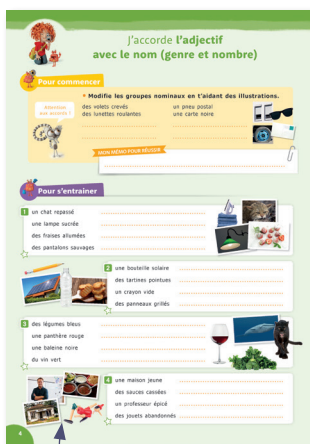 J'accorde l'adjectif
avec le nom (genre et nombre)
Pour commencer
• Modifie les groupes nominaux en t'aidant des illustrations.
Attention
aux accords !
des volets crevés
des lunettes roulantes
un pneu postal
une carte noire
MON MÉMO POUR RÉUSSIR
Pour s'entrainer
1 un chat repassé
une lampe sucrée
des fraises allumées
des pantalons sauvages
2 une bouteille solaire
des tartines pointues
un crayon vide
des panneaux grillés
3 des légumes bleus
une panthère rouge
une baleine noire
du vin vert
4 une maison jeune
des sauces cassées
un professeur épicé
des jouets abandonnés
4